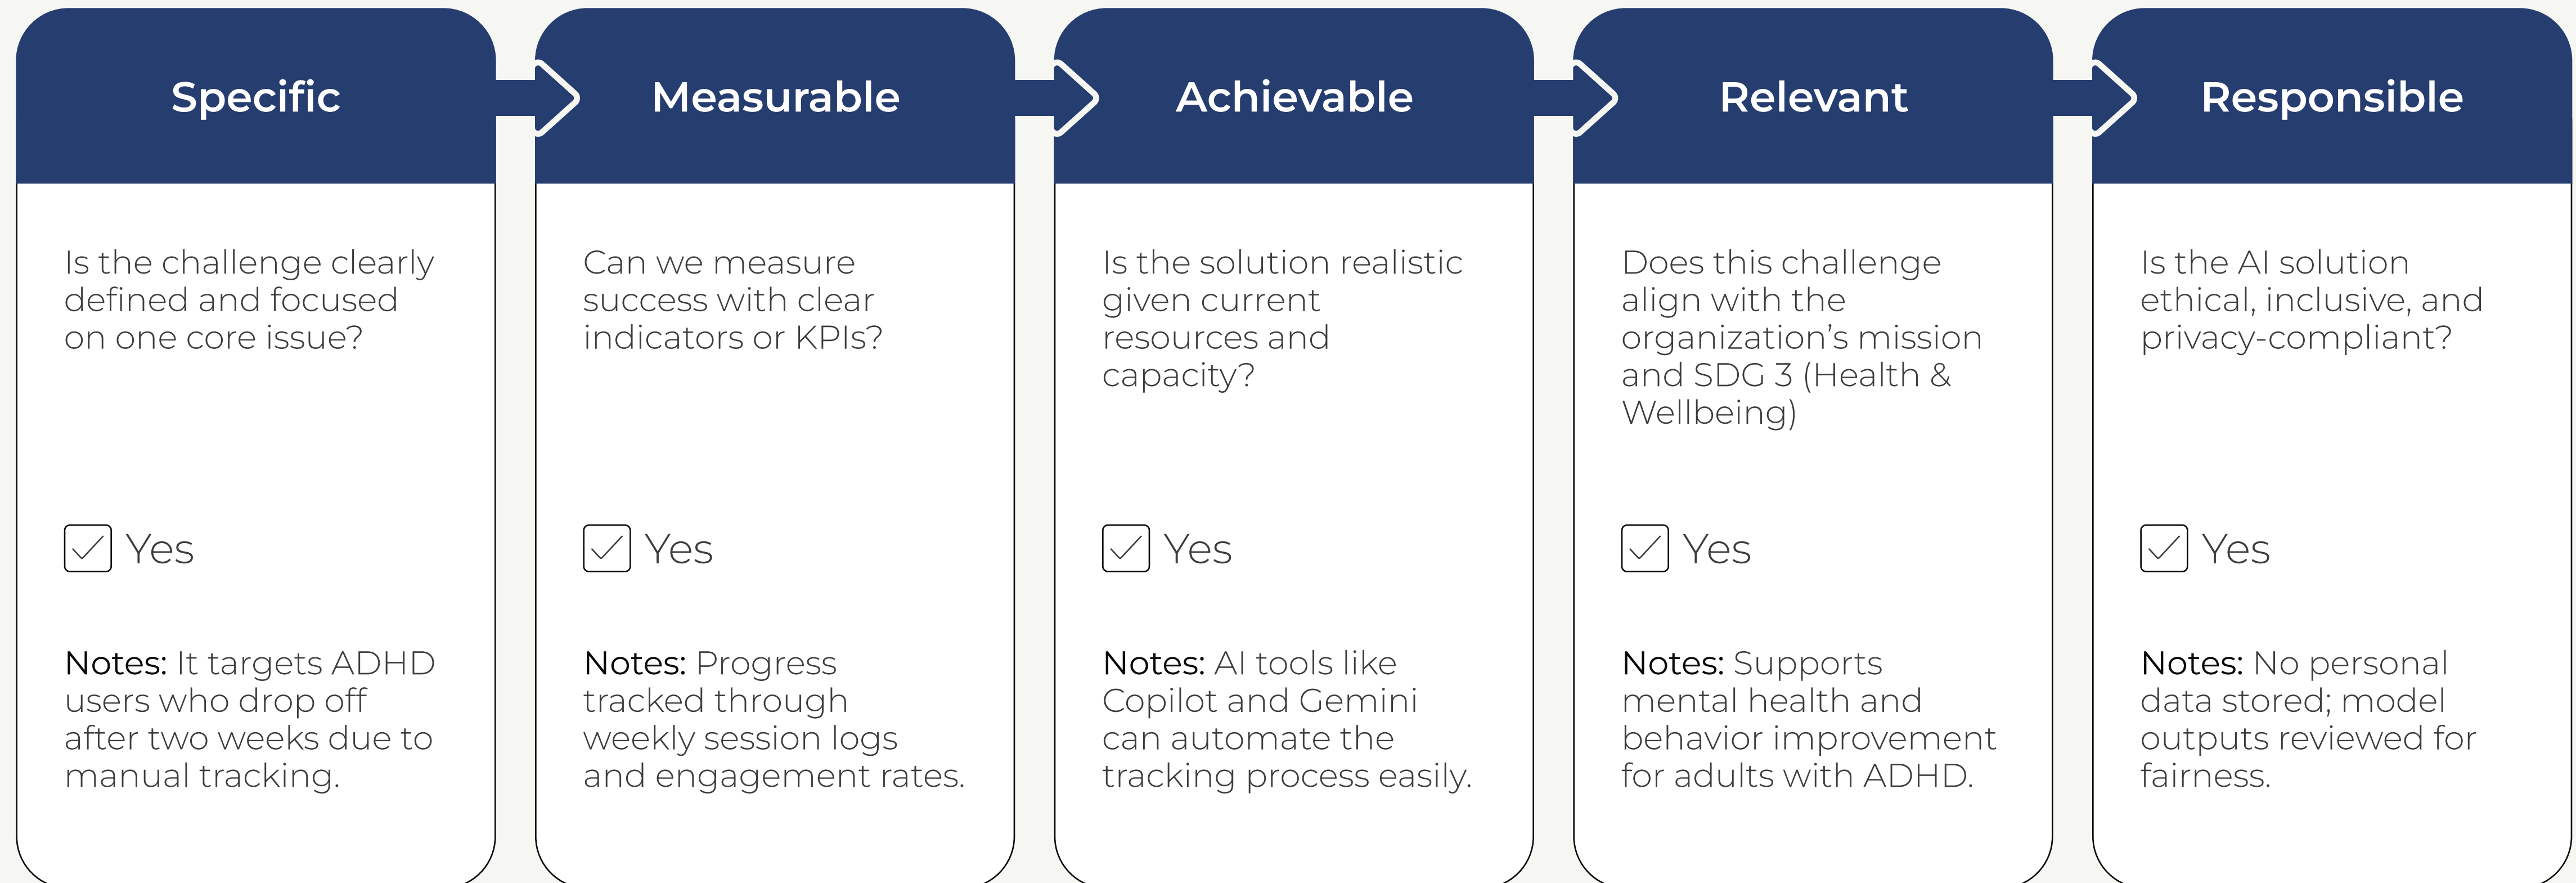 Specific
Is the challenge clearly
defined and focused
on one core issue?
Yes
Notes: It targets ADHD
users who drop off
after two weeks due to
manual tracking.
Measurable
Can we measure
success with clear
indicators or KPIs?
Yes
Notes: Progress
tracked through
weekly session logs
and engagement rates.
Achievable
Is the solution realistic
given current
resources and
capacity?
Yes
Notes: AI tools like
Copilot and Gemini
can automate the
tracking process easily.
Relevant
Does this challenge
align with the
organization’s mission
and SDG 3 (Health &
Wellbeing)
Yes
Notes: Supports
mental health and
behavior improvement
for adults with ADHD.
Responsible
Is the AI solution
ethical, inclusive, and
privacy-compliant?
Yes
Notes: No personal
data stored; model
outputs reviewed for
fairness.